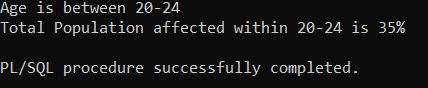 Age is between 20-24
Total Population affected within 20-24 is 35%
PL/SQL procedure successfully completed.